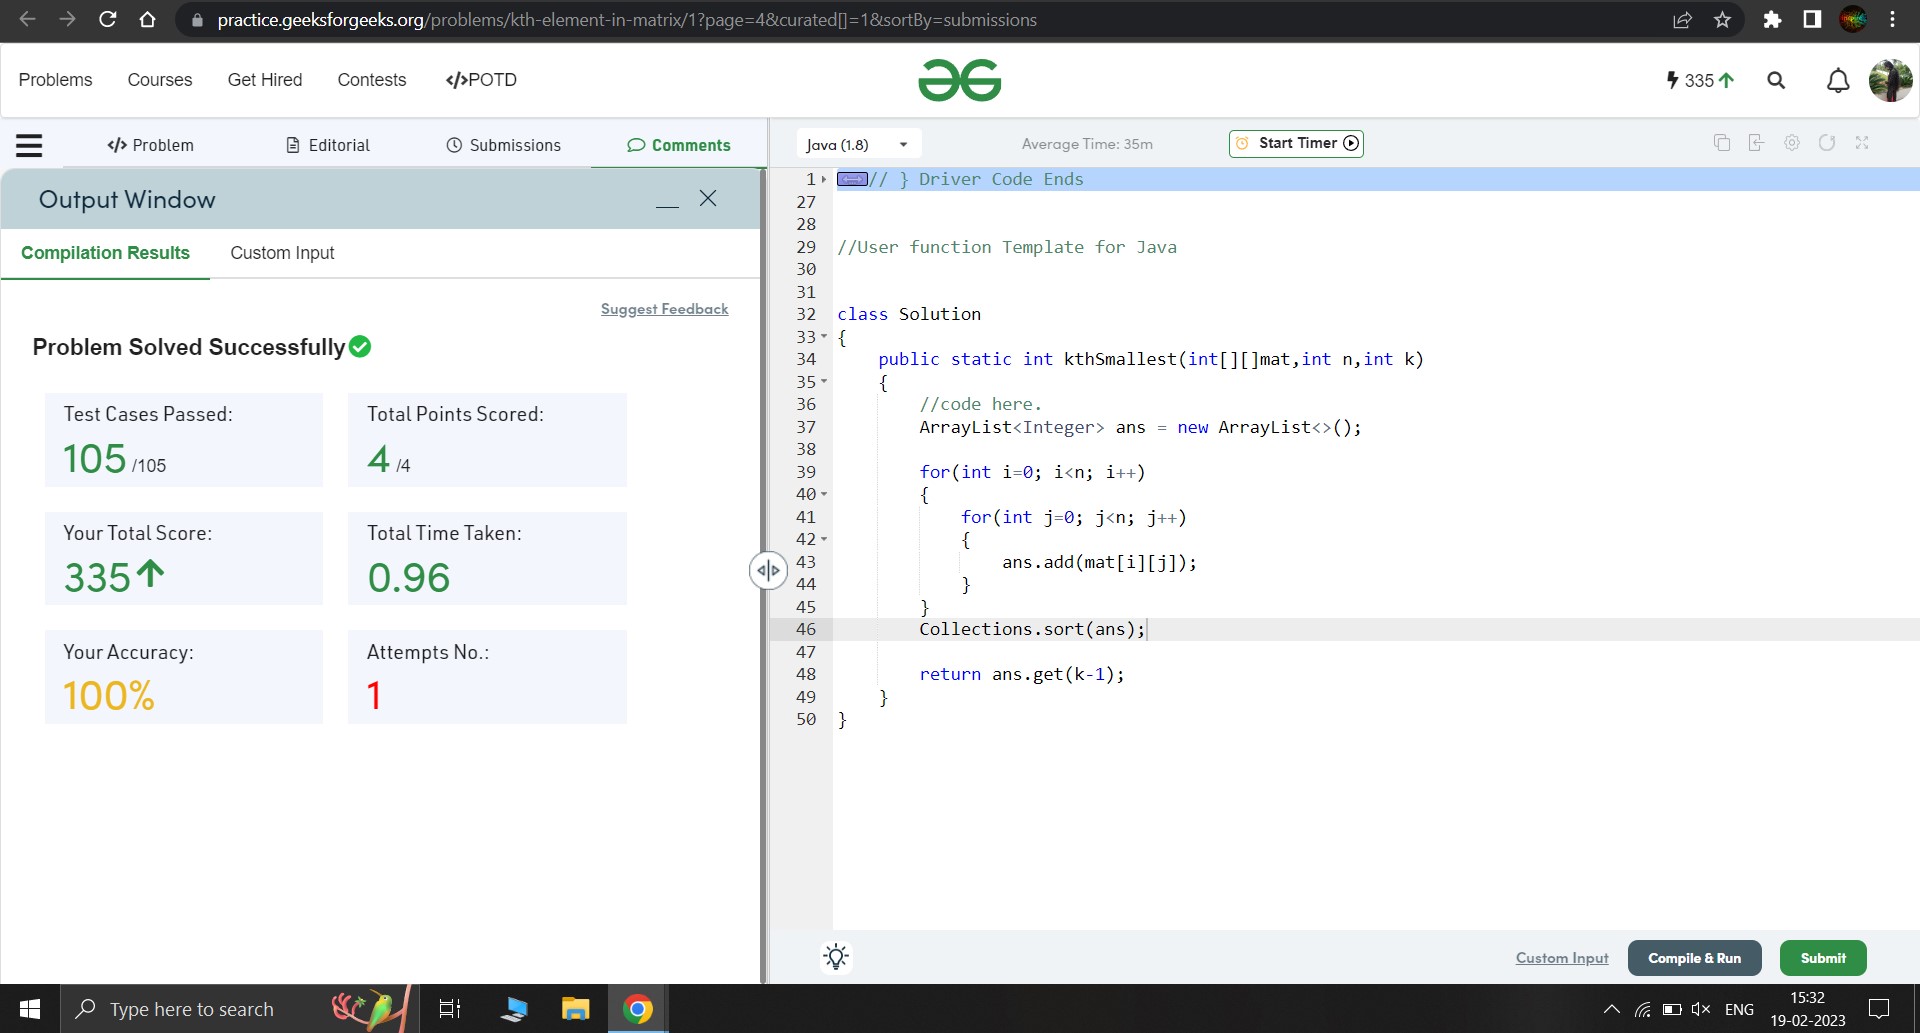 practice.geeksforgeeks.org/problems/kth-element-in-matrix/1?page=4&curated[]=1&sortBy=submissions
Problems Courses Get Hired Contests </>POTD
335
</> Problem Editorial Submissions Comments
Java (1.8) Average Time: 35m Start Timer
Output Window
Compilation Results Custom Input
Suggest Feedback
Problem Solved Successfully
Test Cases Passed:
105 /105
Total Points Scored:
4 /4
Your Total Score:
335
Total Time Taken:
0.96
Your Accuracy:
100%
Attempts No.:
1
1 // } Driver Code Ends
27
28
29 //User function Template for Java
30
31
32 class Solution
33 {
34 public static int kthSmallest(int[][]mat,int n,int k)
35 {
36 //code here.
37 ArrayList<Integer> ans = new ArrayList<>();
38
39 for(int i=0; i<n; i++)
40 {
41 for(int j=0; j<n; j++)
42 {
43 ans.add(mat[i][j]);
44 }
45 }
46 Collections.sort(ans);
47
48 return ans.get(k-1);
49 }
50 }
Custom Input Compile & Run Submit
Type here to search
ENG
15:32
19-02-2023